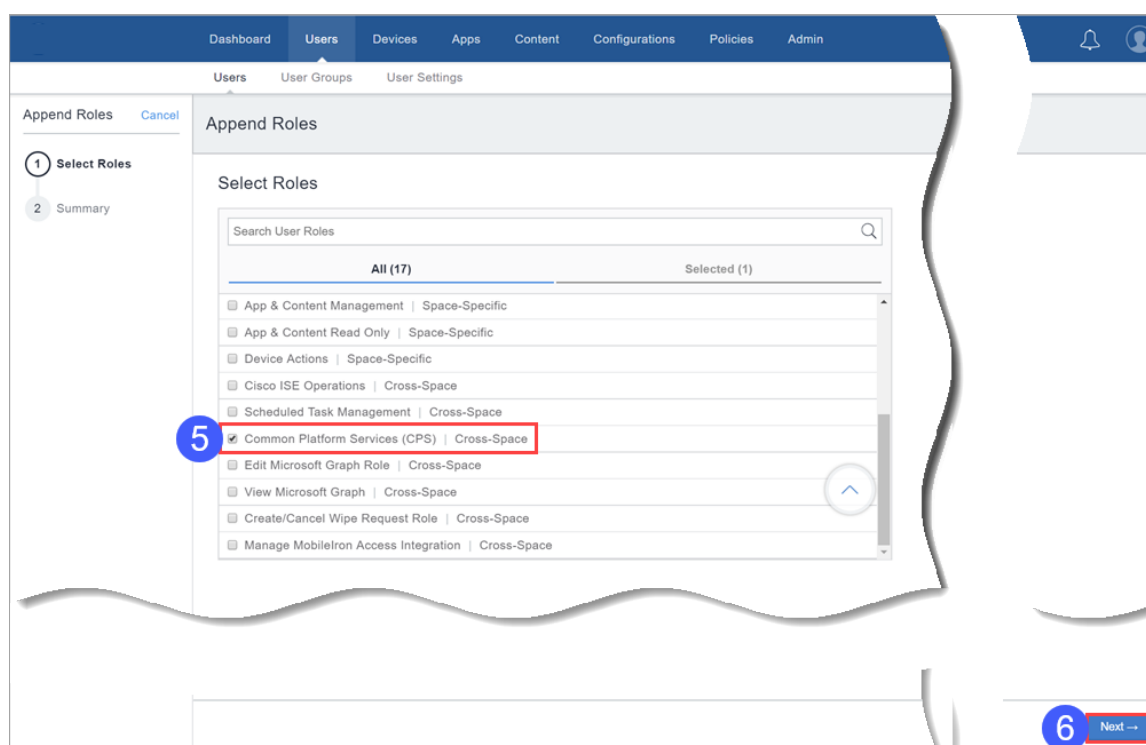 Dashboard Users Devices Apps Content Configurations Policies Admin
Users User Groups User Settings
Append Roles Cancel
1 Select Roles
2 Summary
Append Roles
Select Roles
Search User Roles
All (17) Selected (1)
App & Content Management | Space-Specific
App & Content Read Only | Space-Specific
Device Actions | Space-Specific
Cisco ISE Operations | Cross-Space
Scheduled Task Management | Cross-Space
5 Common Platform Services (CPS) | Cross-Space
Edit Microsoft Graph Role | Cross-Space
View Microsoft Graph | Cross-Space
Create/Cancel Wipe Request Role | Cross-Space
Manage MobileIron Access Integration | Cross-Space
6 Next →